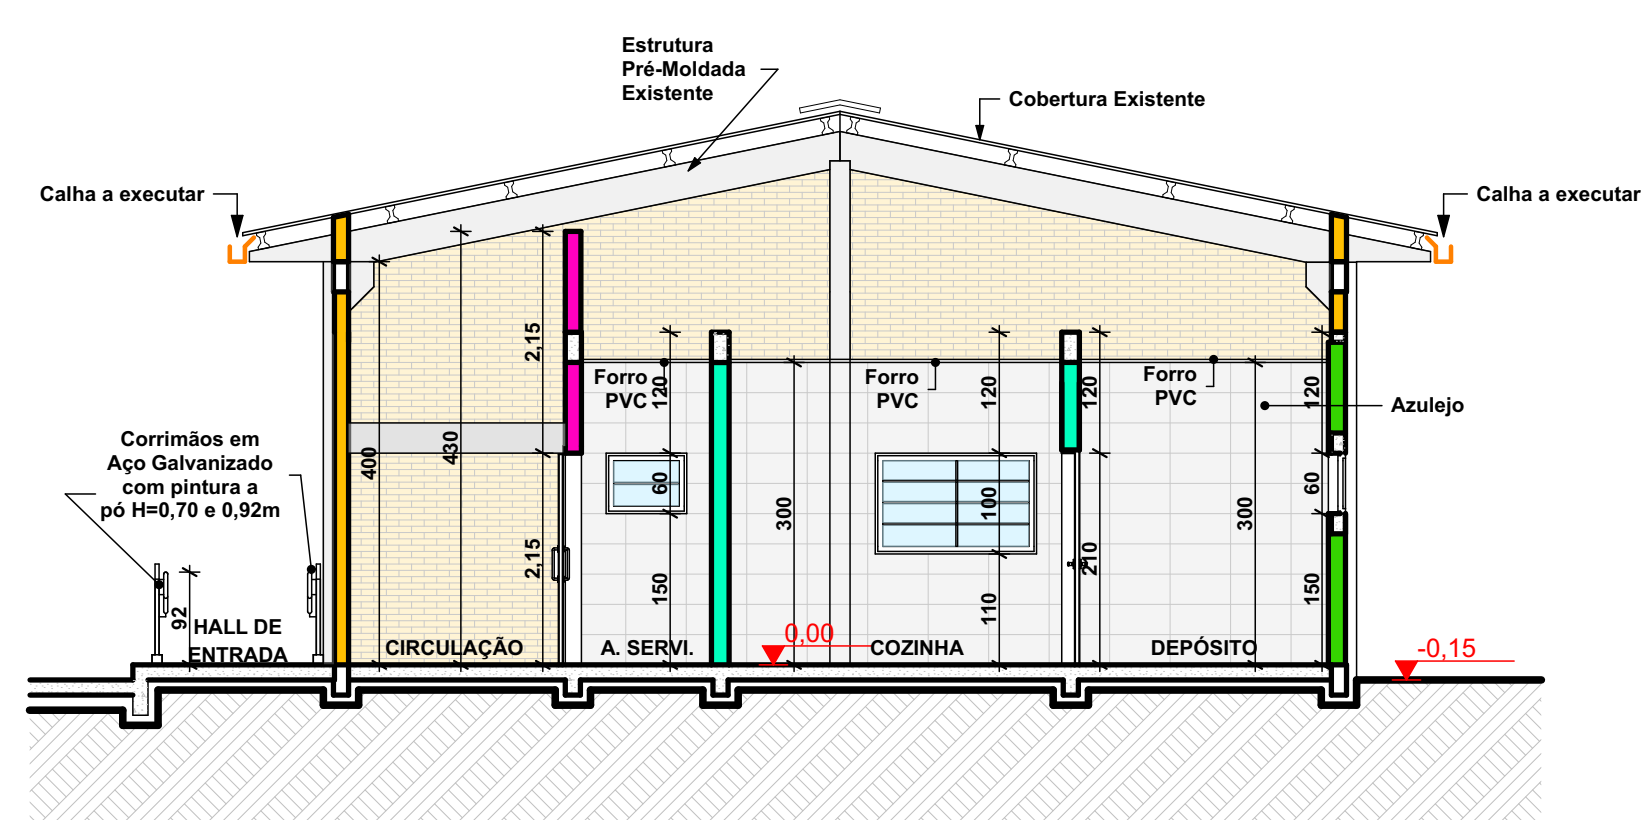 Estrutura
Pré-Moldada
Existente
Cobertura Existente
Calha a executar
Calha a executar
2,15
Forro
PVC
120
Forro
PVC
120
120
Forro
PVC
120
Azulejo
Corrimãos em
Aço Galvanizado
com pintura a
pó H=0,70 e 0,92m
400
430
60
300
100
300
60
2,15
150
110
210
150
92
HALL DE
ENTRADA
CIRCULAÇÃO
A. SERVI.
0,00
COZINHA
DEPÓSITO
-0,15